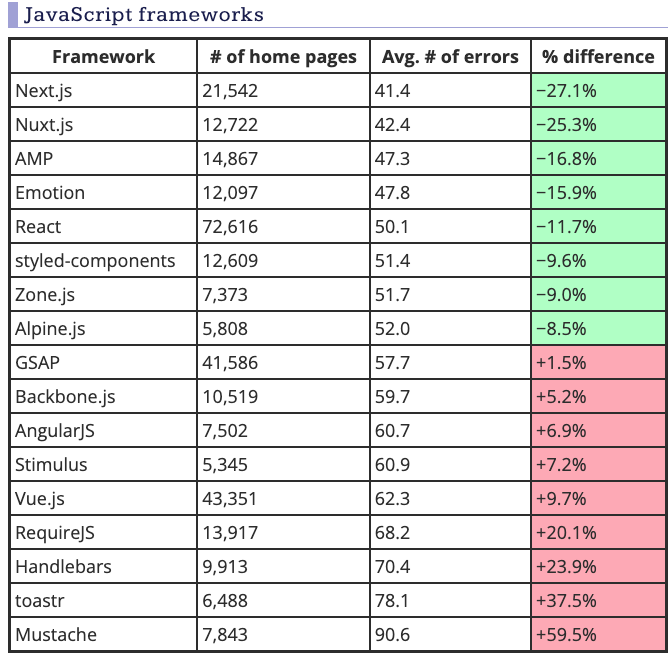 JavaScript frameworks
Framework # of home pages Avg. # of errors % difference
Next.js 21,542 41.4 −27.1%
Nuxt.js 12,722 42.4 −25.3%
AMP 14,867 47.3 −16.8%
Emotion 12,097 47.8 −15.9%
React 72,616 50.1 −11.7%
styled-components 12,609 51.4 −9.6%
Zone.js 7,373 51.7 −9.0%
Alpine.js 5,808 52.0 −8.5%
GSAP 41,586 57.7 +1.5%
Backbone.js 10,519 59.7 +5.2%
AngularJS 7,502 60.7 +6.9%
Stimulus 5,345 60.9 +7.2%
Vue.js 43,351 62.3 +9.7%
RequireJS 13,917 68.2 +20.1%
Handlebars 9,913 70.4 +23.9%
toastr 6,488 78.1 +37.5%
Mustache 7,843 90.6 +59.5%